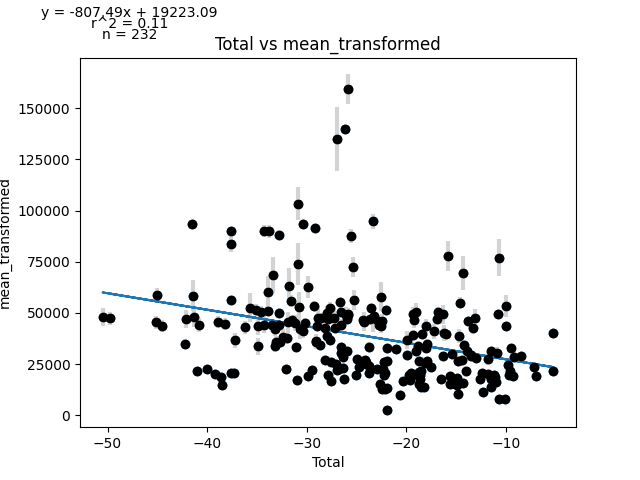 y = -807.49x + 19223.09
r^2 = 0.11
n = 232
Total vs mean_transformed
150000
125000
100000
75000
50000
25000
0
mean_transformed
−50
−40
−30
−20
−10
Total